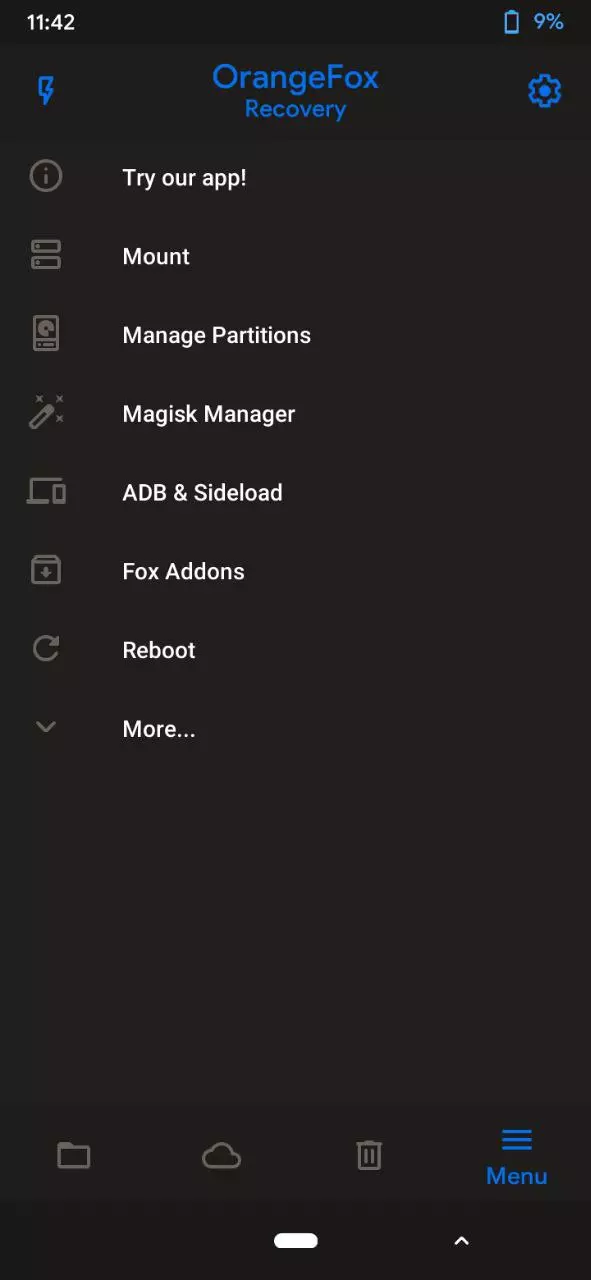 11:42
9%
OrangeFox
Recovery
Try our app!
Mount
Manage Partitions
Magisk Manager
ADB & Sideload
Fox Addons
Reboot
More...
Menu